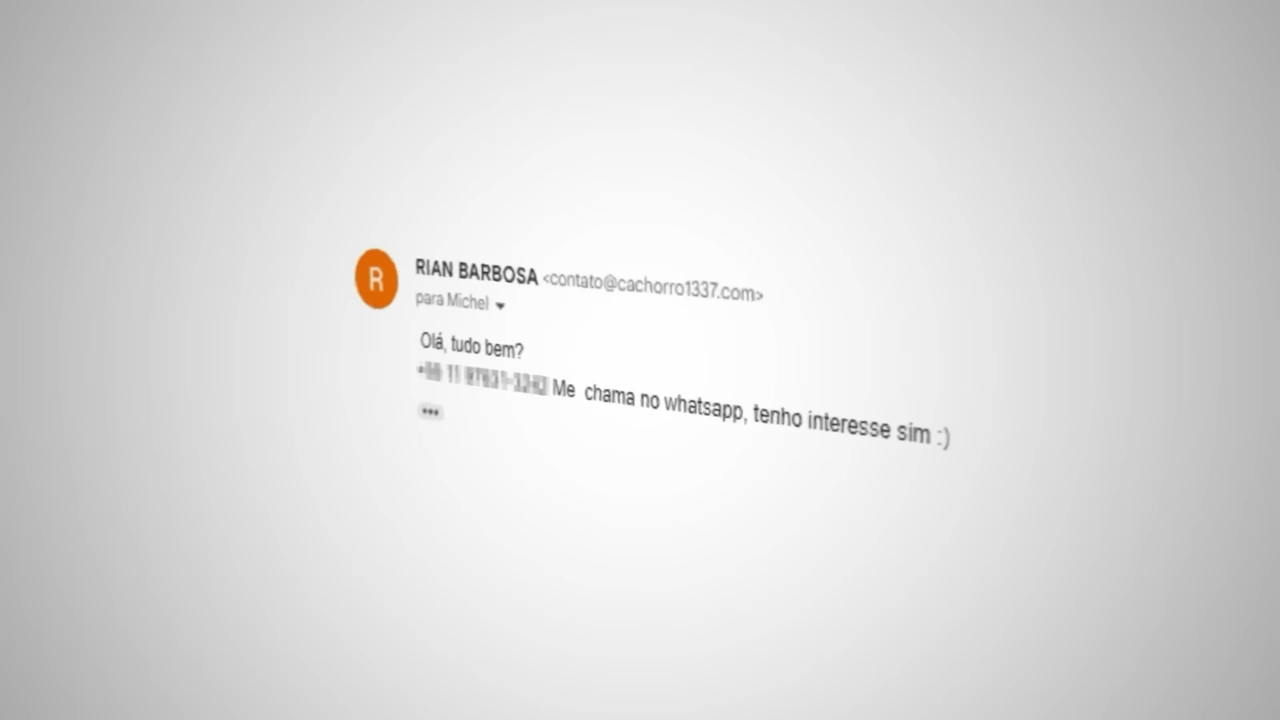 R
RIAN BARBOSA <contato@cachorro1337.com>
para Michel
Olá, tudo bem?
Me chama no whatsapp, tenho interesse sim :)